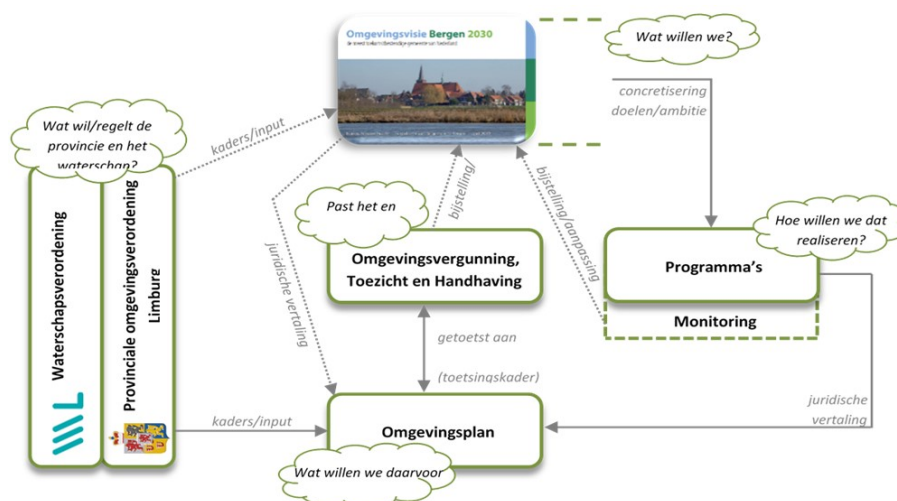 Omgevingsvisie Bergen 2030
Wat willen we?
concretisering
doelen/ambitie
Wat wil/regelt de
provincie en het
waterschap?
kaders/input
Waterschapsverordening
Provinciale omgevingsverordening
Limburg
juridische vertaling
Past het en
bijstelling/
bijstelling/aanpassing
Omgevingsvergunning,
Toezicht en Handhaving
Hoe willen we dat
realiseren?
Programma's
Monitoring
getoetst aan
(toetsingskader)
kaders/input
Omgevingsplan
juridische
vertaling
Wat willen we daarvoor